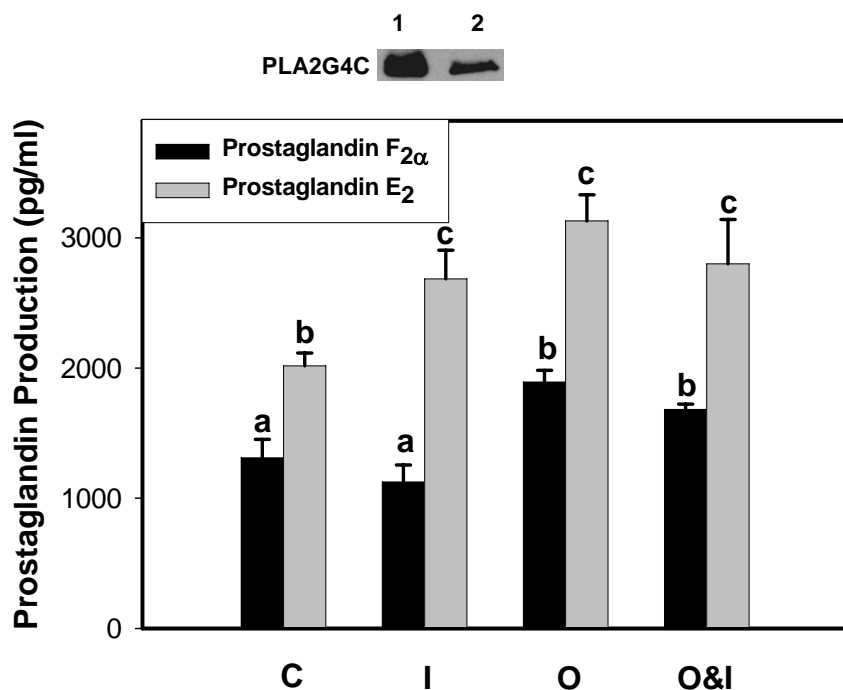 1 2
PLA2G4C
Prostaglandin Production (pg/ml)
Prostaglandin F2α
Prostaglandin E2
3000
2000
1000
0
a b
a c
b c
b c
C I O O&I